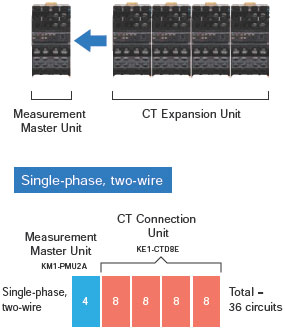 Measurement
Master Unit
CT Expansion Unit
Single-phase, two-wire
CT Connection
Unit
KE1-CTD8E
Measurement
Master Unit
KM1-PMU2A
Single-phase,
two-wire
4
8
8
8
8
Total =
36 circuits